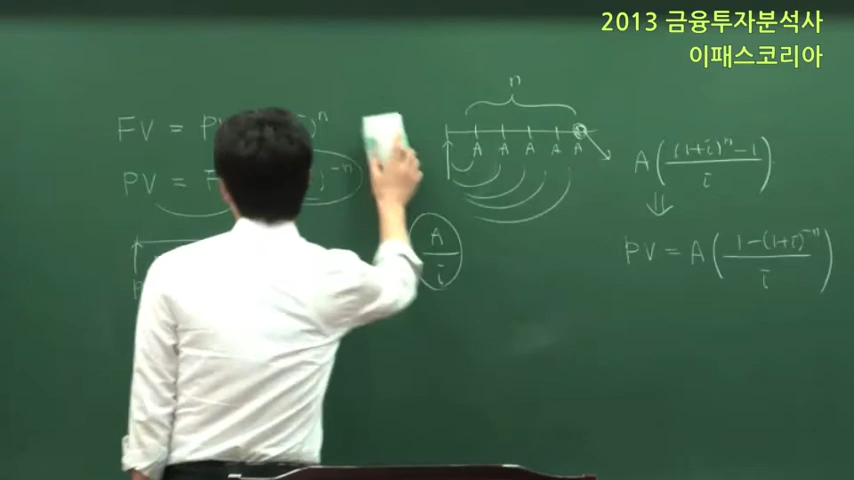 2013 금융투자분석사
이패스코리아
FV = P )ⁿ
PV = F )⁻ⁿ
n
A A A A A
A/i
A((1+i)ⁿ-1/i)
⇓
PV = A(1-(1+i)⁻ⁿ/i)